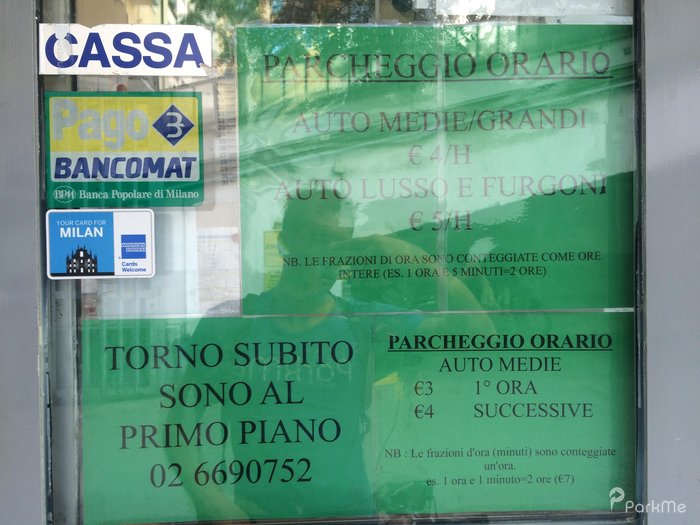 CASSA
Pago
BANCOMAT
BPM Banca Popolare di Milano
YOUR CARD FOR
MILAN
AMERICAN
EXPRESS
Cards
Welcome
PARCHEGGIO ORARIO
AUTO MEDIE/GRANDI
€ 4/H
AUTO LUSSO E FURGONI
€ 5/H
NB. LE FRAZIONI DI ORA SONO CONTEGGIATE COME ORE
INTERE (ES. 1 ORA E 5 MINUTI=2 ORE)
TORNO SUBITO
SONO AL
PRIMO PIANO
02 6690752
PARCHEGGIO ORARIO
AUTO MEDIE
€3 1° ORA
€4 SUCCESSIVE
NB : Le frazioni d'ora (minuti) sono conteggiate
un'ora.
es. 1 ora e 1 minuto=2 ore (€7)
ParkMe